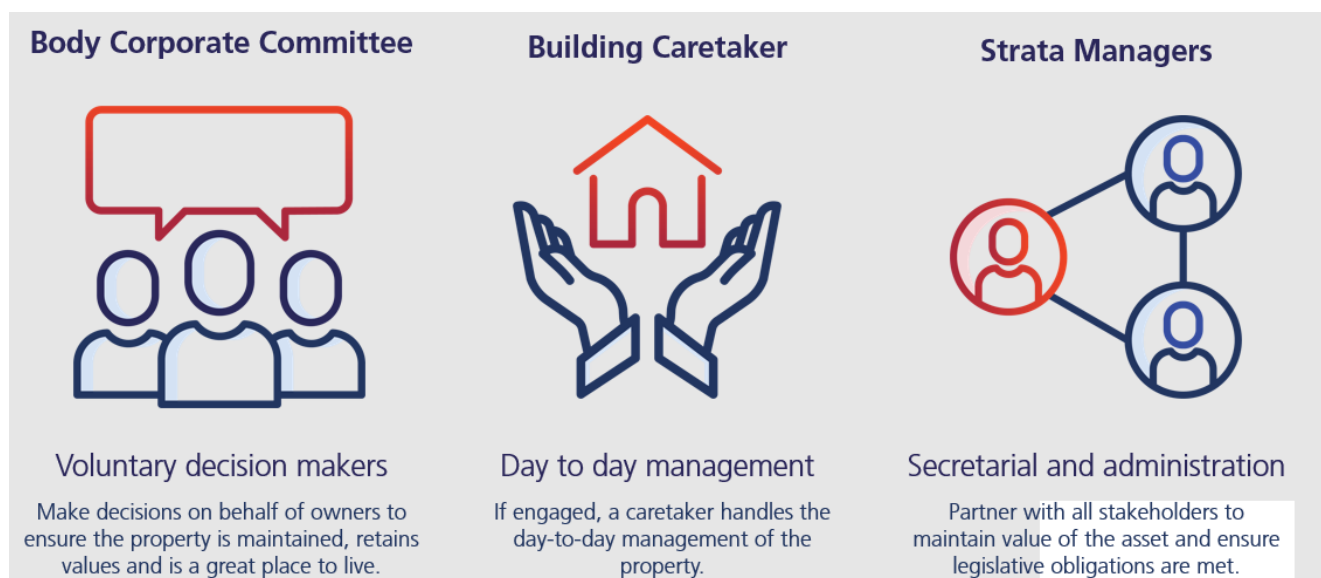 Body Corporate Committee
Building Caretaker
Strata Managers
Voluntary decision makers
Make decisions on behalf of owners to
ensure the property is maintained, retains
values and is a great place to live.
Day to day management
If engaged, a caretaker handles the
day-to-day management of the
property.
Secretarial and administration
Partner with all stakeholders to
maintain value of the asset and ensure
legislative obligations are met.